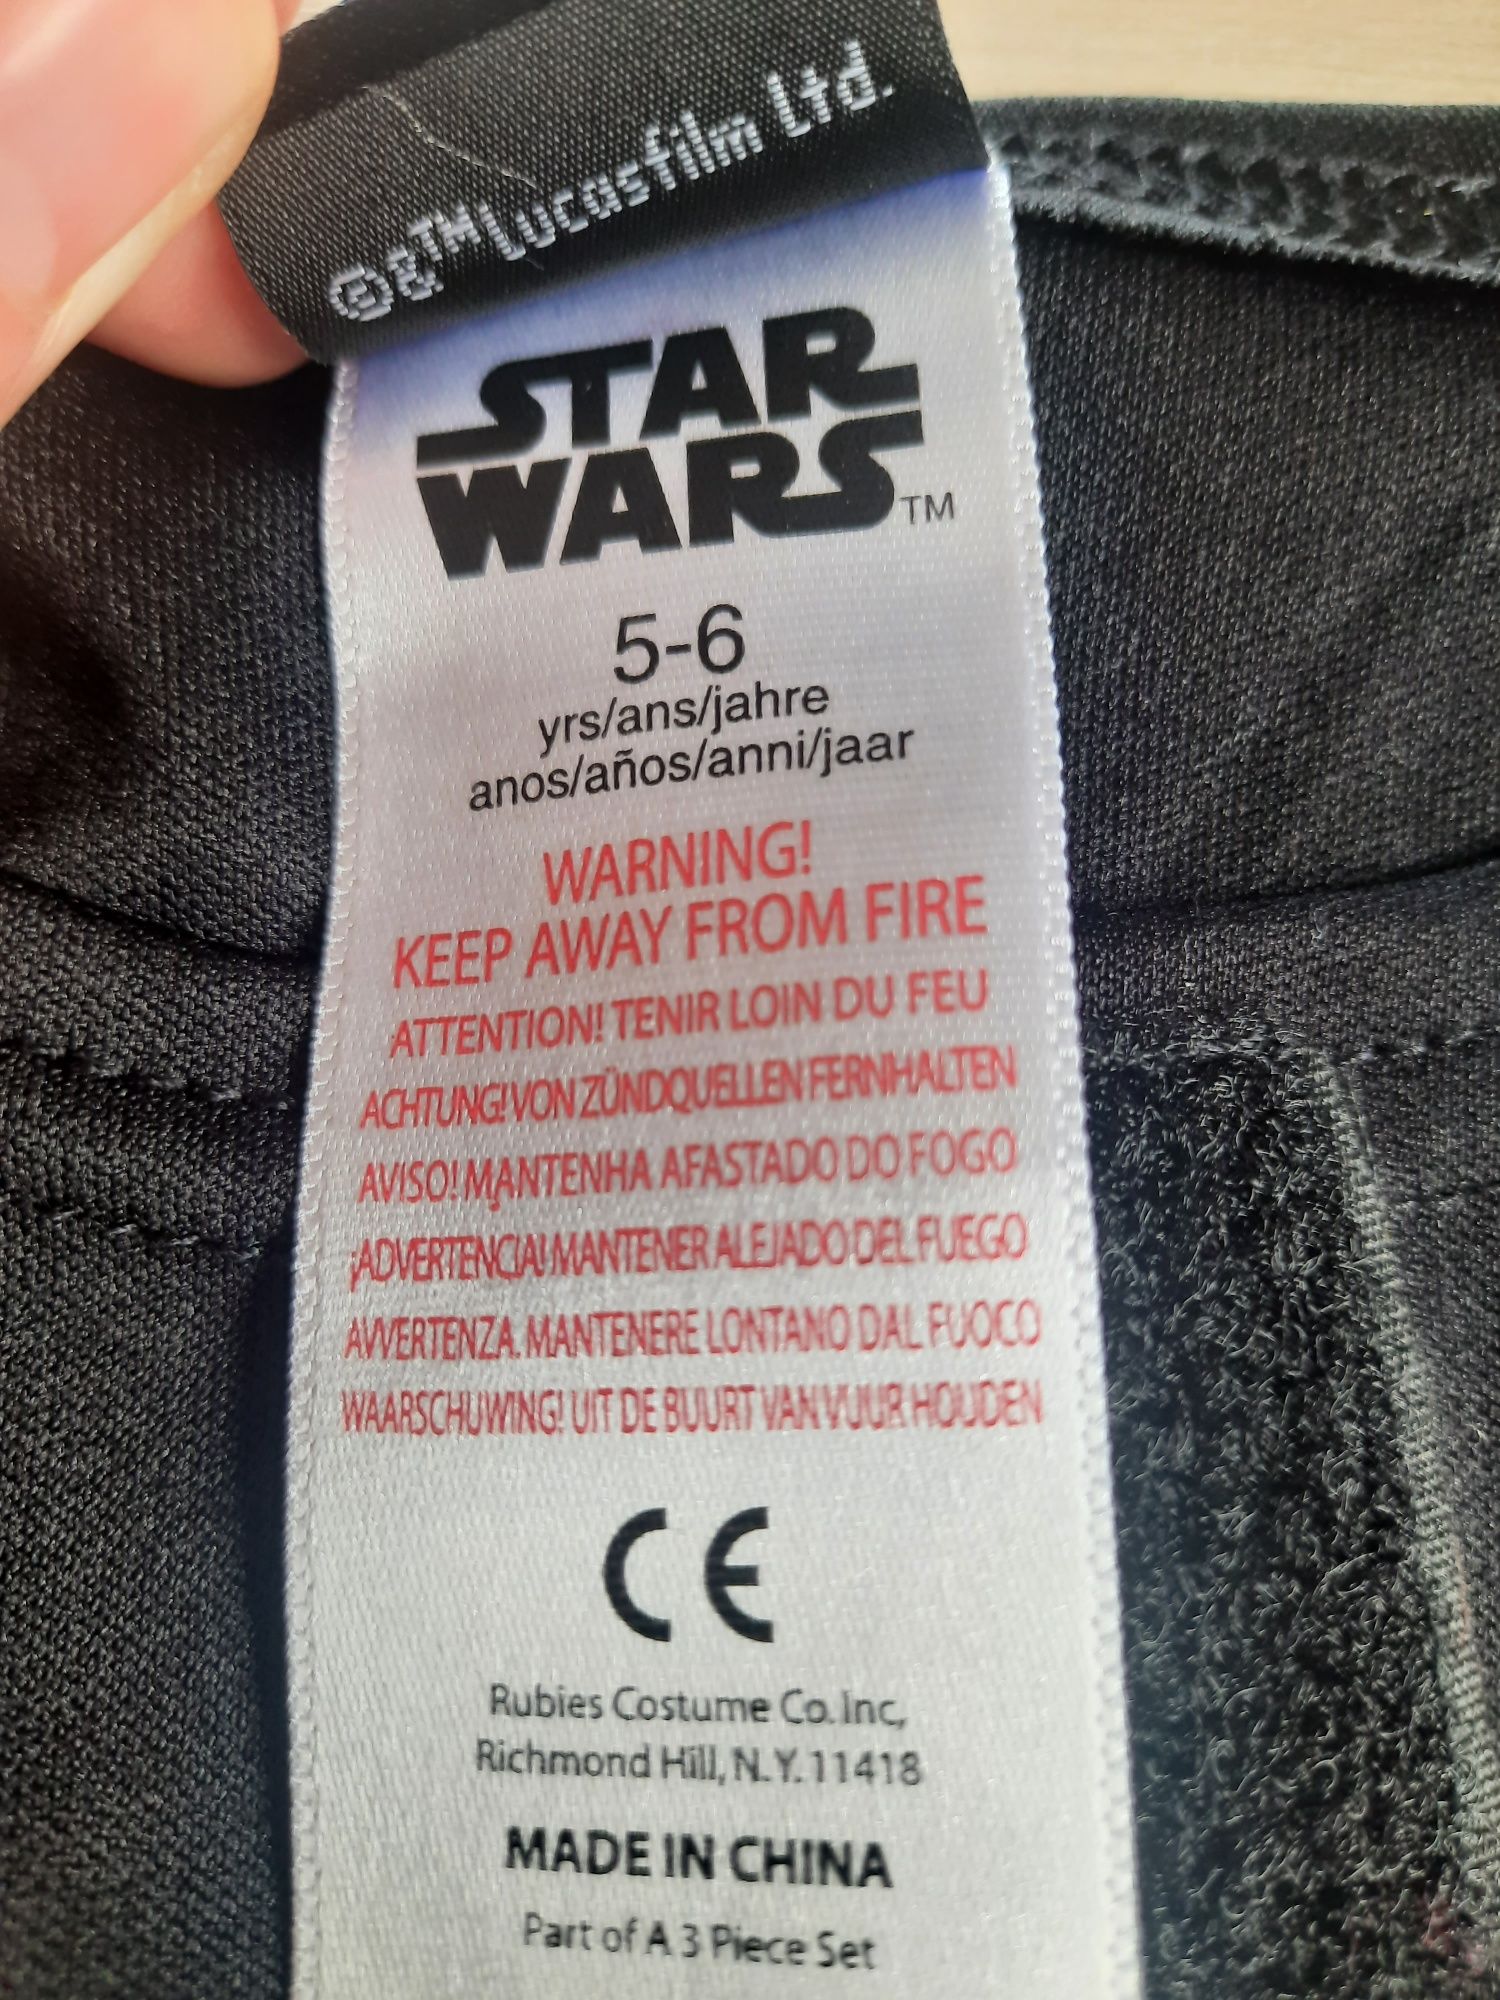 ©&™Lucasfilm Ltd.
STAR
WARS™
5-6
yrs/ans/jahre
anos/años/anni/jaar
WARNING!
KEEP AWAY FROM FIRE
ATTENTION! TENIR LOIN DU FEU
ACHTUNG! VON ZÜNDQUELLEN FERNHALTEN
AVISO! MANTENHA AFASTADO DO FOGO
¡ADVERTENCIA! MANTENER ALEJADO DEL FUEGO
AVVERTENZA. MANTENERE LONTANO DAL FUOCO
WAARSCHUWING! UIT DE BUURT VAN VUUR HOUDEN
CE
Rubies Costume Co. Inc,
Richmond Hill, N.Y. 11418
MADE IN CHINA
Part of A 3 Piece Set